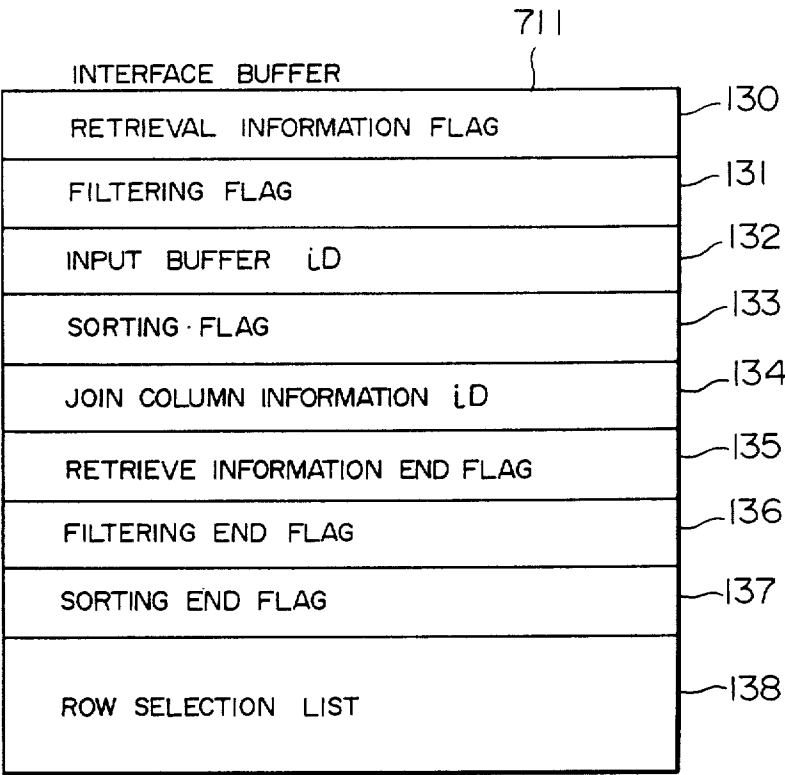 711
INTERFACE BUFFER
RETRIEVAL INFORMATION FLAG 130
FILTERING FLAG 131
INPUT BUFFER iD 132
SORTING · FLAG 133
JOIN COLUMN INFORMATION iD 134
RETRIEVE INFORMATION END FLAG 135
FILTERING END FLAG 136
SORTING END FLAG 137
ROW SELECTION LIST 138